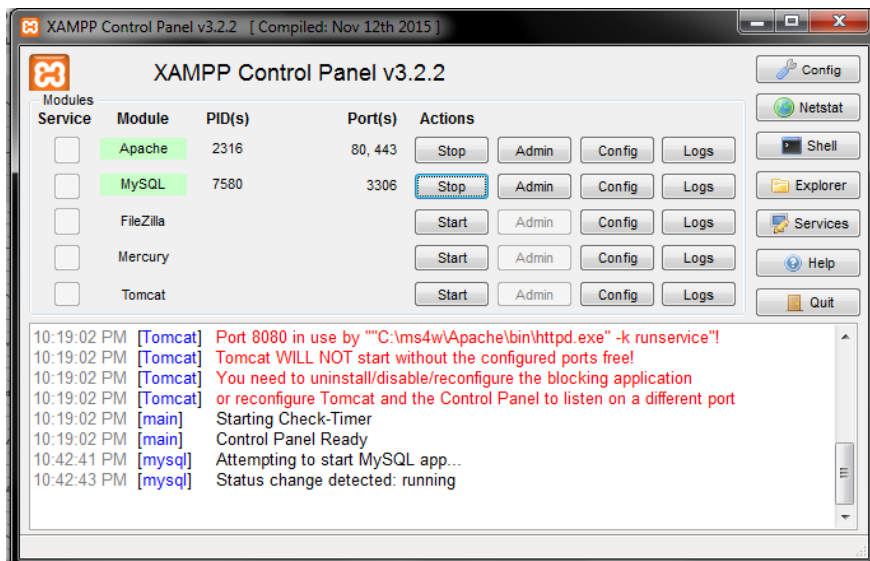 XAMPP Control Panel v3.2.2 [ Compiled: Nov 12th 2015 ]
XAMPP Control Panel v3.2.2
Config
Modules
Service Module PID(s) Port(s) Actions
Netstat
Apache 2316 80, 443 Stop Admin Config Logs
Shell
MySQL 7580 3306 Stop Admin Config Logs
Explorer
FileZilla Start Admin Config Logs
Services
Mercury Start Admin Config Logs
Help
Tomcat Start Admin Config Logs
Quit
10:19:02 PM [Tomcat] Port 8080 in use by ""C:\ms4w\Apache\bin\httpd.exe" -k runservice"!
10:19:02 PM [Tomcat] Tomcat WILL NOT start without the configured ports free!
10:19:02 PM [Tomcat] You need to uninstall/disable/reconfigure the blocking application
10:19:02 PM [Tomcat] or reconfigure Tomcat and the Control Panel to listen on a different port
10:19:02 PM [main] Starting Check-Timer
10:19:02 PM [main] Control Panel Ready
10:42:41 PM [mysql] Attempting to start MySQL app...
10:42:43 PM [mysql] Status change detected: running